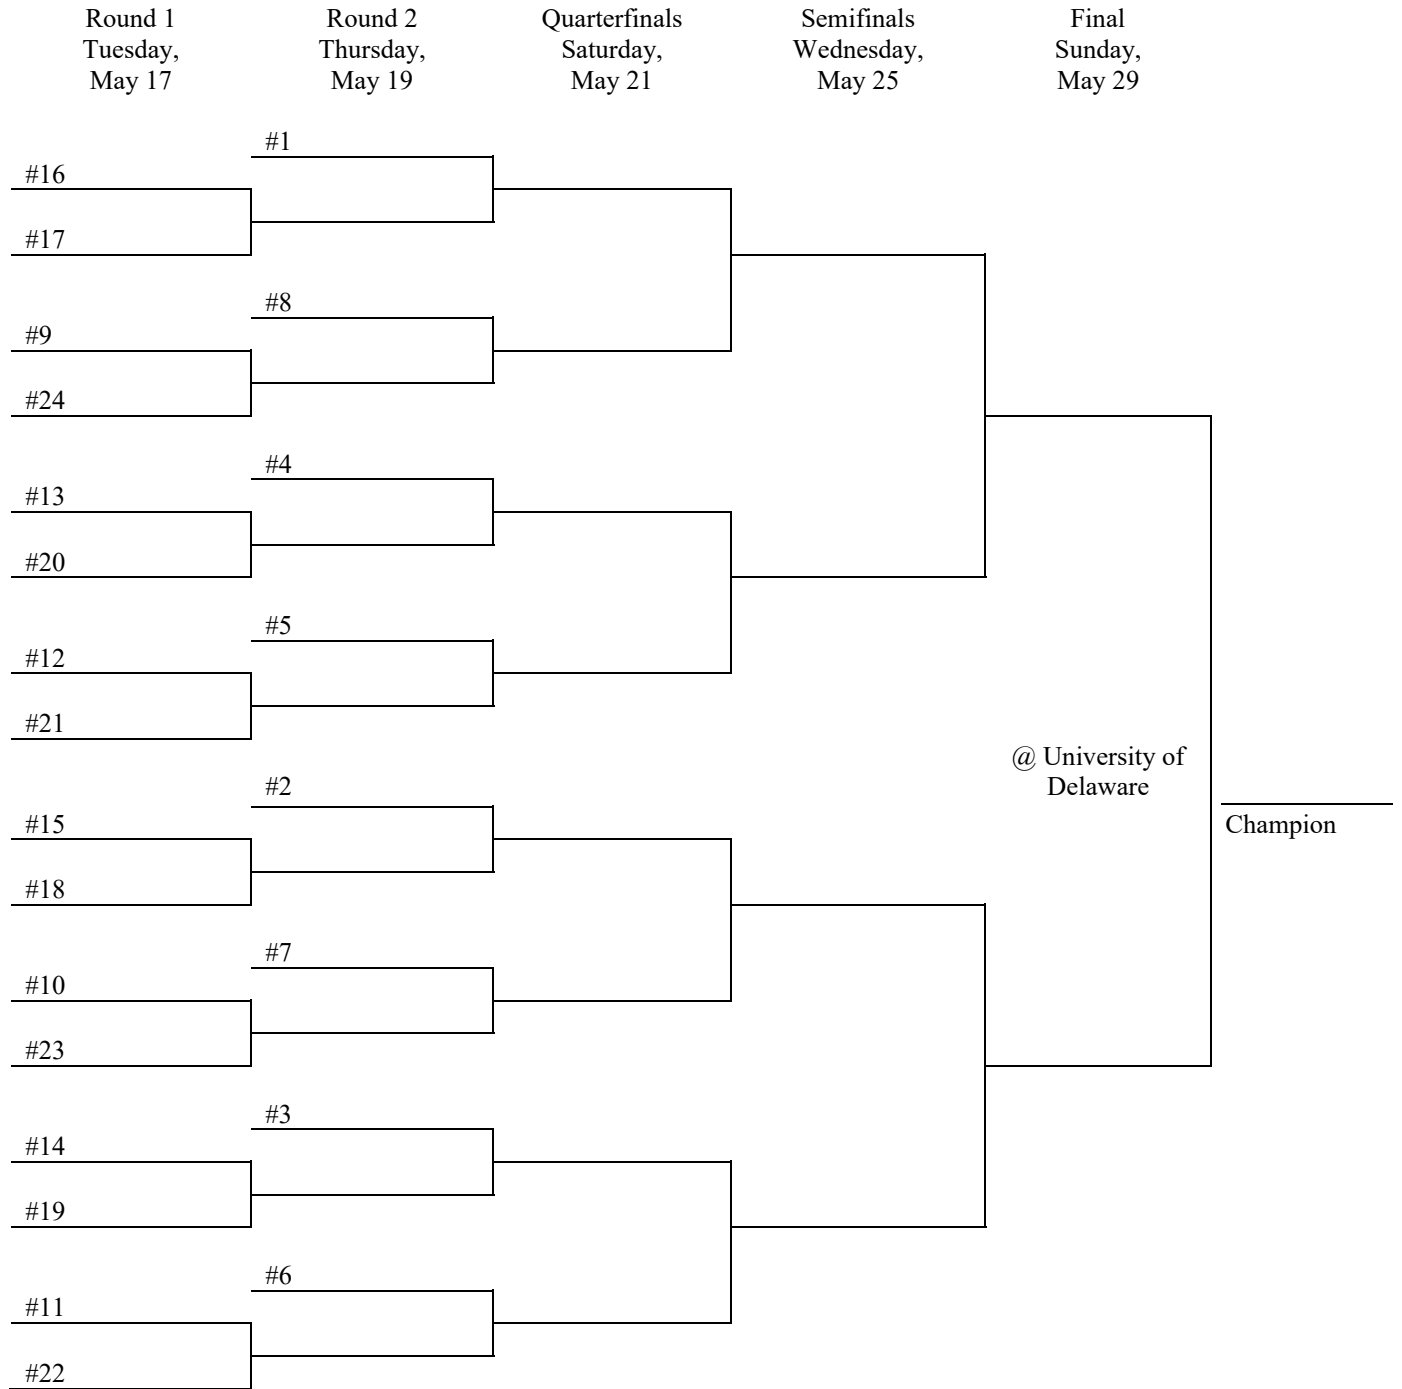 Round 1
Tuesday,
May 17
Round 2
Thursday,
May 19
Quarterfinals
Saturday,
May 21
Semifinals
Wednesday,
May 25
Final
Sunday,
May 29
#1
#16
#17
#8
#9
#24
#4
#13
#20
#5
#12
#21
@ University of
Delaware
#2
Champion
#15
#18
#7
#10
#23
#3
#14
#19
#6
#11
#22